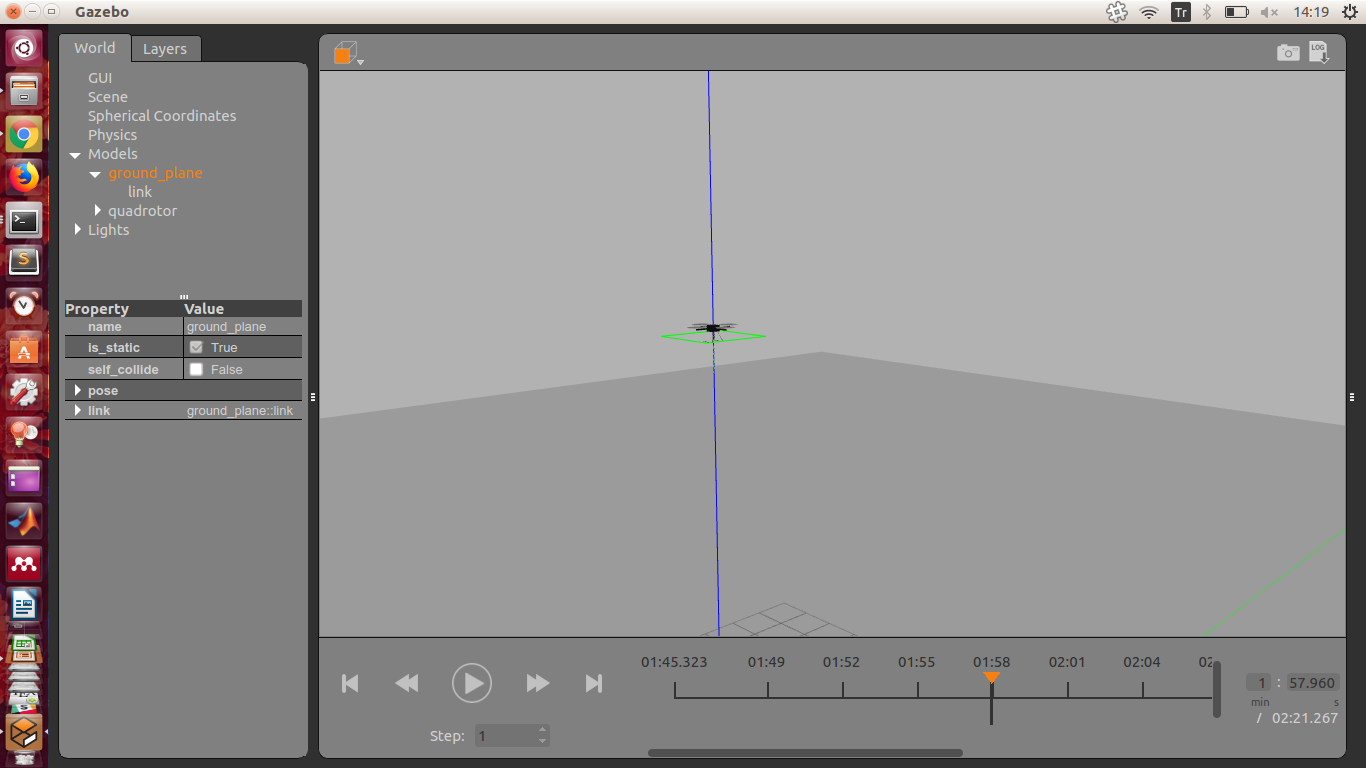 Gazebo
Tr
14:19
World
Layers
GUI
Scene
Spherical Coordinates
Physics
Models
ground_plane
link
quadrotor
Lights
Property Value
name ground_plane
is_static True
self_collide False
pose
link ground_plane::link
LOG
01:45.323 01:49 01:52 01:55 01:58 02:01 02:04 02
1 : 57.960
min s
/ 02:21.267
Step: 1